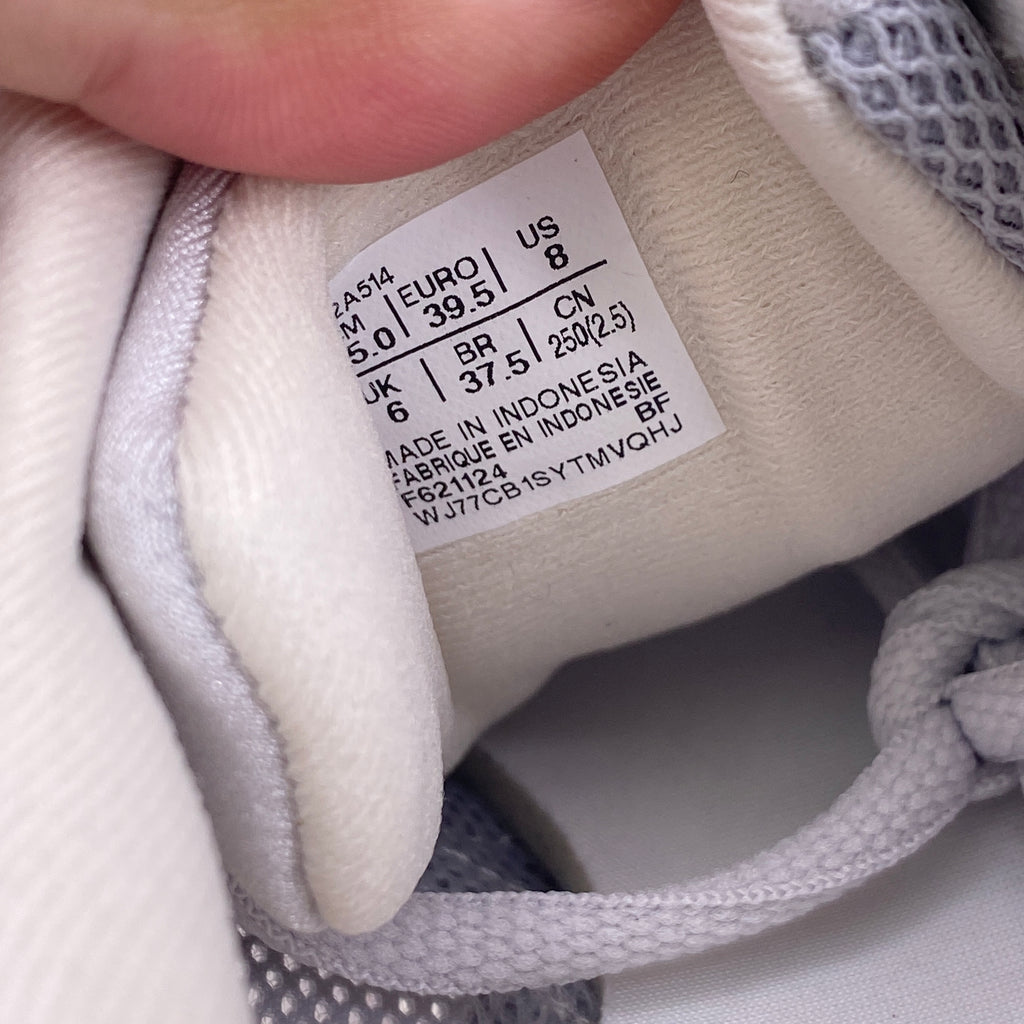 2A514
EURO US
5.0 39.5 8
UK BR CN
6 37.5 250(2.5)
MADE IN INDONESIA
FABRIQUE EN INDONESIE
F621124 BF
WJ77CB1SYTMVQHJ